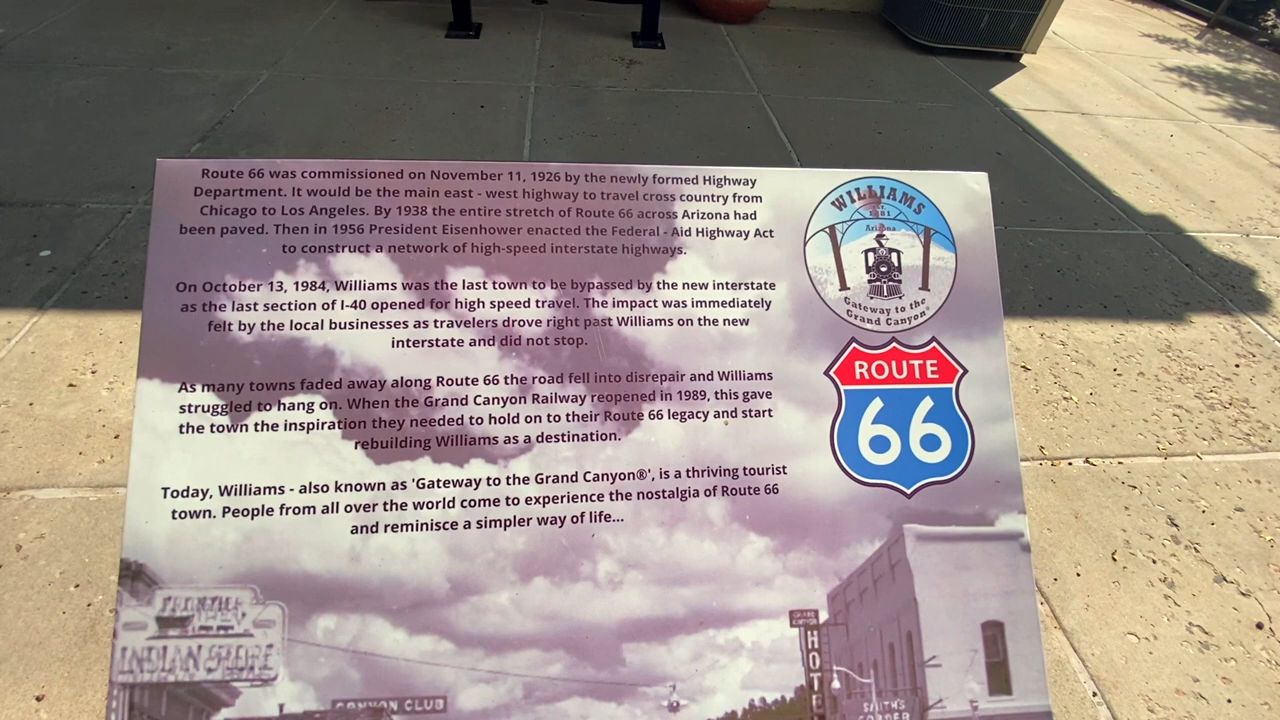 Route 66 was commissioned on November 11, 1926 by the newly formed Highway
Department. It would be the main east - west highway to travel cross country from
Chicago to Los Angeles. By 1938 the entire stretch of Route 66 across Arizona had
been paved. Then in 1956 President Eisenhower enacted the Federal - Aid Highway Act
to construct a network of high-speed interstate highways.
On October 13, 1984, Williams was the last town to be bypassed by the new interstate
as the last section of I-40 opened for high speed travel. The impact was immediately
felt by the local businesses as travelers drove right past Williams on the new
interstate and did not stop.
As many towns faded away along Route 66 the road fell into disrepair and Williams
struggled to hang on. When the Grand Canyon Railway reopened in 1989, this gave
the town the inspiration they needed to hold on to their Route 66 legacy and start
rebuilding Williams as a destination.
Today, Williams - also known as 'Gateway to the Grand Canyon®', is a thriving tourist
town. People from all over the world come to experience the nostalgia of Route 66
and reminisce a simpler way of life...
WILLIAMS
EST.
1881
Arizona
Gateway to the
Grand Canyon®
ROUTE
66
INDIAN STORE
CANYON CLUB
GRAND
CANYON
HOTE
SMITH'S
CORNER